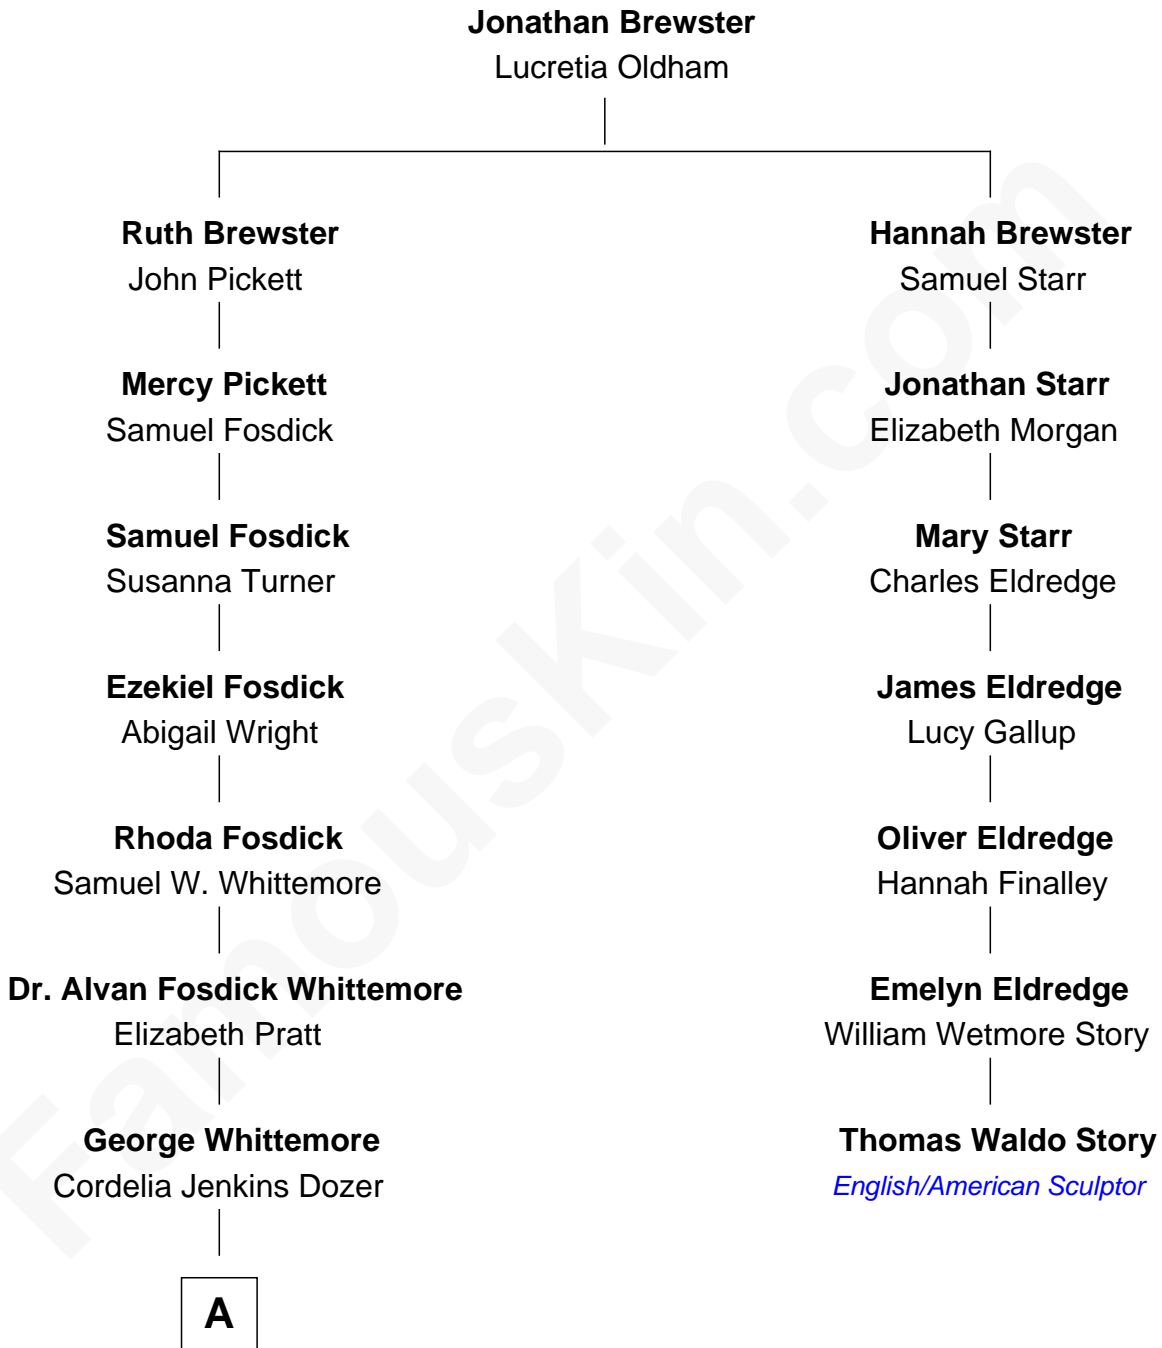 Jonathan Brewster
Lucretia Oldham
Ruth Brewster
John Pickett
Hannah Brewster
Samuel Starr
Mercy Pickett
Samuel Fosdick
Jonathan Starr
Elizabeth Morgan
Samuel Fosdick
Susanna Turner
Mary Starr
Charles Eldredge
Ezekiel Fosdick
Abigail Wright
James Eldredge
Lucy Gallup
Rhoda Fosdick
Samuel W. Whittemore
Oliver Eldredge
Hannah Finalley
Dr. Alvan Fosdick Whittemore
Elizabeth Pratt
Emelyn Eldredge
William Wetmore Story
George Whittemore
Cordelia Jenkins Dozer
Thomas Waldo Story
English/American Sculptor
A
FamousKin.com